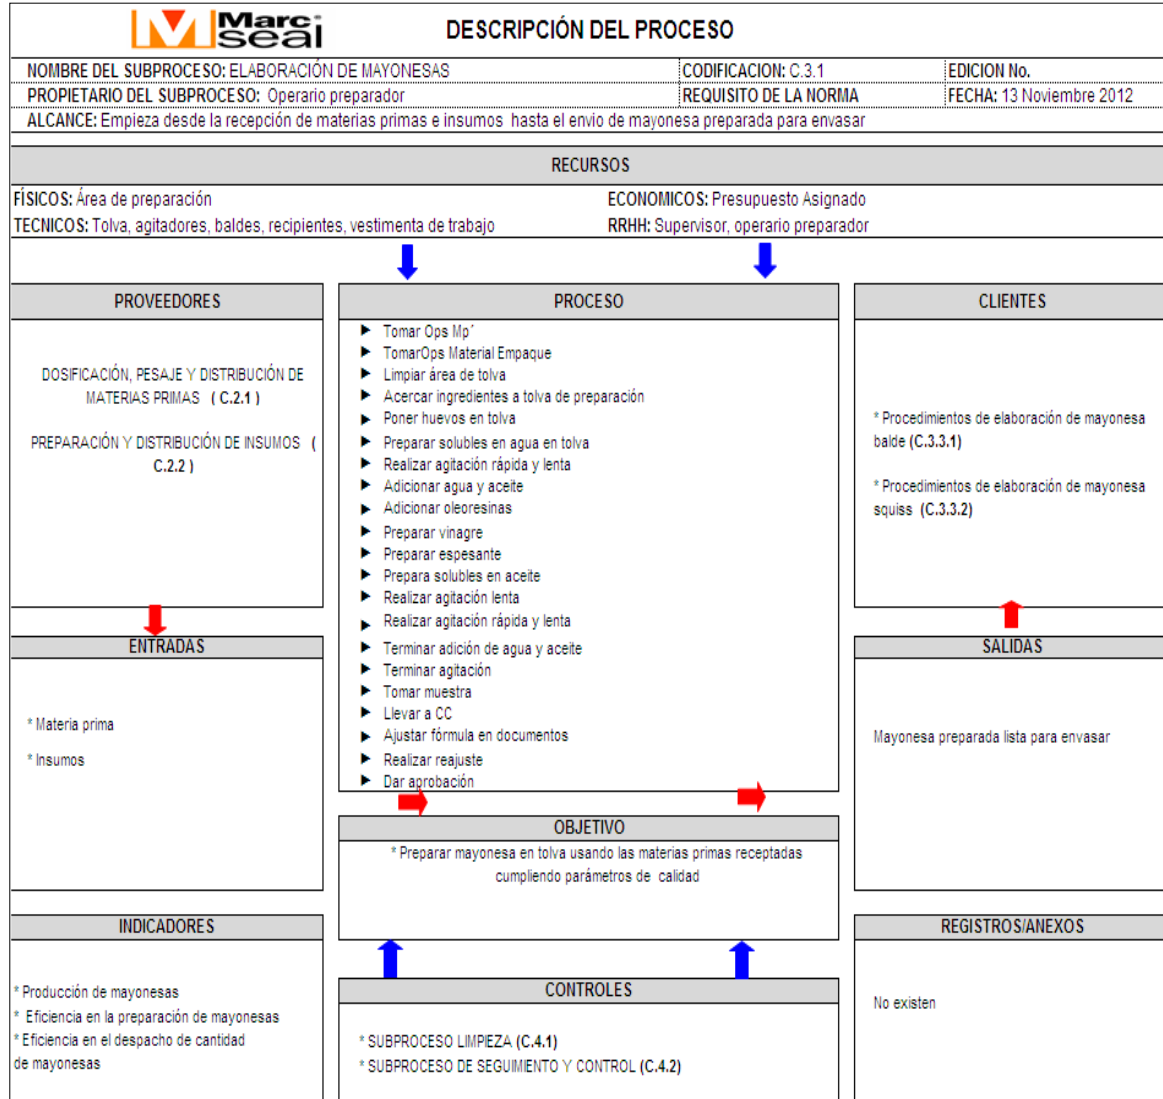 Marc
seal
DESCRIPCIÓN DEL PROCESO
NOMBRE DEL SUBPROCESO: ELABORACIÓN DE MAYONESAS
CODIFICACION: C.3.1
EDICION No.
PROPIETARIO DEL SUBPROCESO: Operario preparador
REQUISITO DE LA NORMA
FECHA: 13 Noviembre 2012
ALCANCE: Empieza desde la recepción de materias primas e insumos hasta el envio de mayonesa preparada para envasar
RECURSOS
FÍSICOS: Área de preparación
ECONOMICOS: Presupuesto Asignado
TECNICOS: Tolva, agitadores, baldes, recipientes, vestimenta de trabajo
RRHH: Supervisor, operario preparador
PROVEEDORES
DOSIFICACIÓN, PESAJE Y DISTRIBUCIÓN DE
MATERIAS PRIMAS ( C.2.1 )
PREPARACIÓN Y DISTRIBUCIÓN DE INSUMOS (
C.2.2 )
PROCESO
Tomar Ops Mp´
TomarOps Material Empaque
Limpiar área de tolva
Acercar ingredientes a tolva de preparación
Poner huevos en tolva
Preparar solubles en agua en tolva
Realizar agitación rápida y lenta
Adicionar agua y aceite
Adicionar oleoresinas
Preparar vinagre
Preparar espesante
Prepara solubles en aceite
Realizar agitación lenta
Realizar agitación rápida y lenta
Terminar adición de agua y aceite
Terminar agitación
Tomar muestra
Llevar a CC
Ajustar fórmula en documentos
Realizar reajuste
Dar aprobación
CLIENTES
* Procedimientos de elaboración de mayonesa
balde (C.3.3.1)
* Procedimientos de elaboración de mayonesa
squiss (C.3.3.2)
ENTRADAS
* Materia prima
* Insumos
SALIDAS
Mayonesa preparada lista para envasar
OBJETIVO
* Preparar mayonesa en tolva usando las materias primas receptadas
cumpliendo parámetros de calidad
INDICADORES
* Producción de mayonesas
* Eficiencia en la preparación de mayonesas
* Eficiencia en el despacho de cantidad
de mayonesas
CONTROLES
* SUBPROCESO LIMPIEZA (C.4.1)
* SUBPROCESO DE SEGUIMIENTO Y CONTROL (C.4.2)
REGISTROS/ANEXOS
No existen